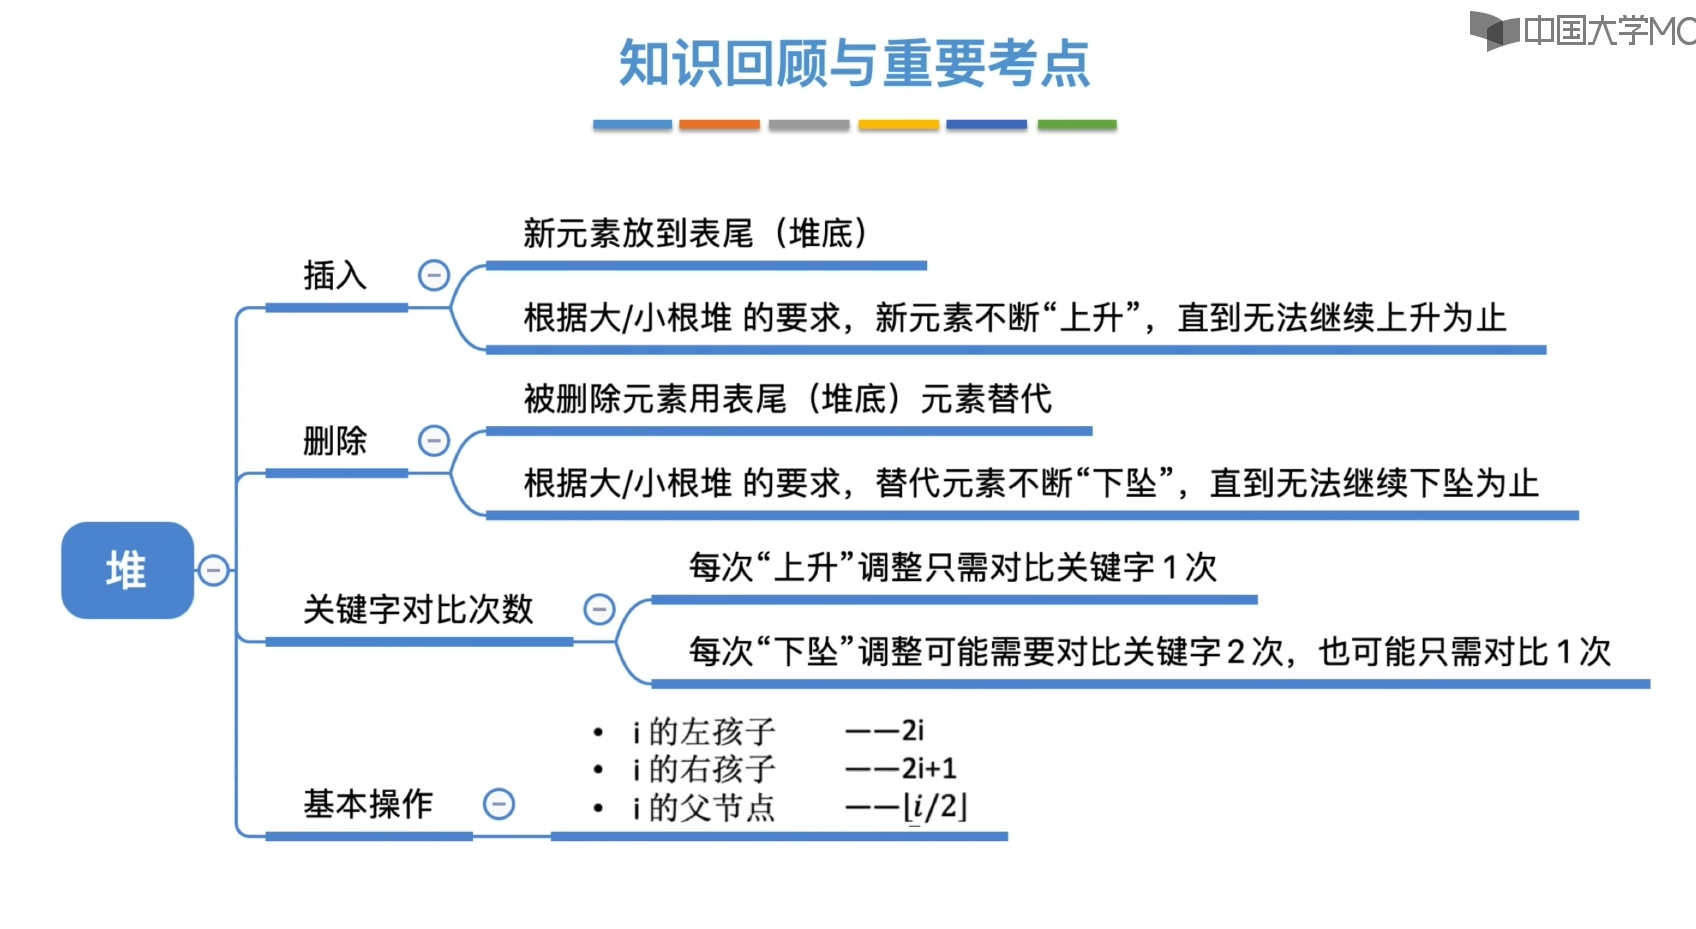 中国大学MO
知识回顾与重要考点
新元素放到表尾（堆底）
插入
根据大/小根堆 的要求，新元素不断“上升”，直到无法继续上升为止
被删除元素用表尾（堆底）元素替代
删除
根据大/小根堆 的要求，替代元素不断“下坠”，直到无法继续下坠为止
堆
每次“上升”调整只需对比关键字1次
关键字对比次数
每次“下坠”调整可能需要对比关键字2次，也可能只需对比1次
• i 的左孩子 ——2i
• i 的右孩子 ——2i+1
• i 的父节点 ——⌊i/2⌋
基本操作